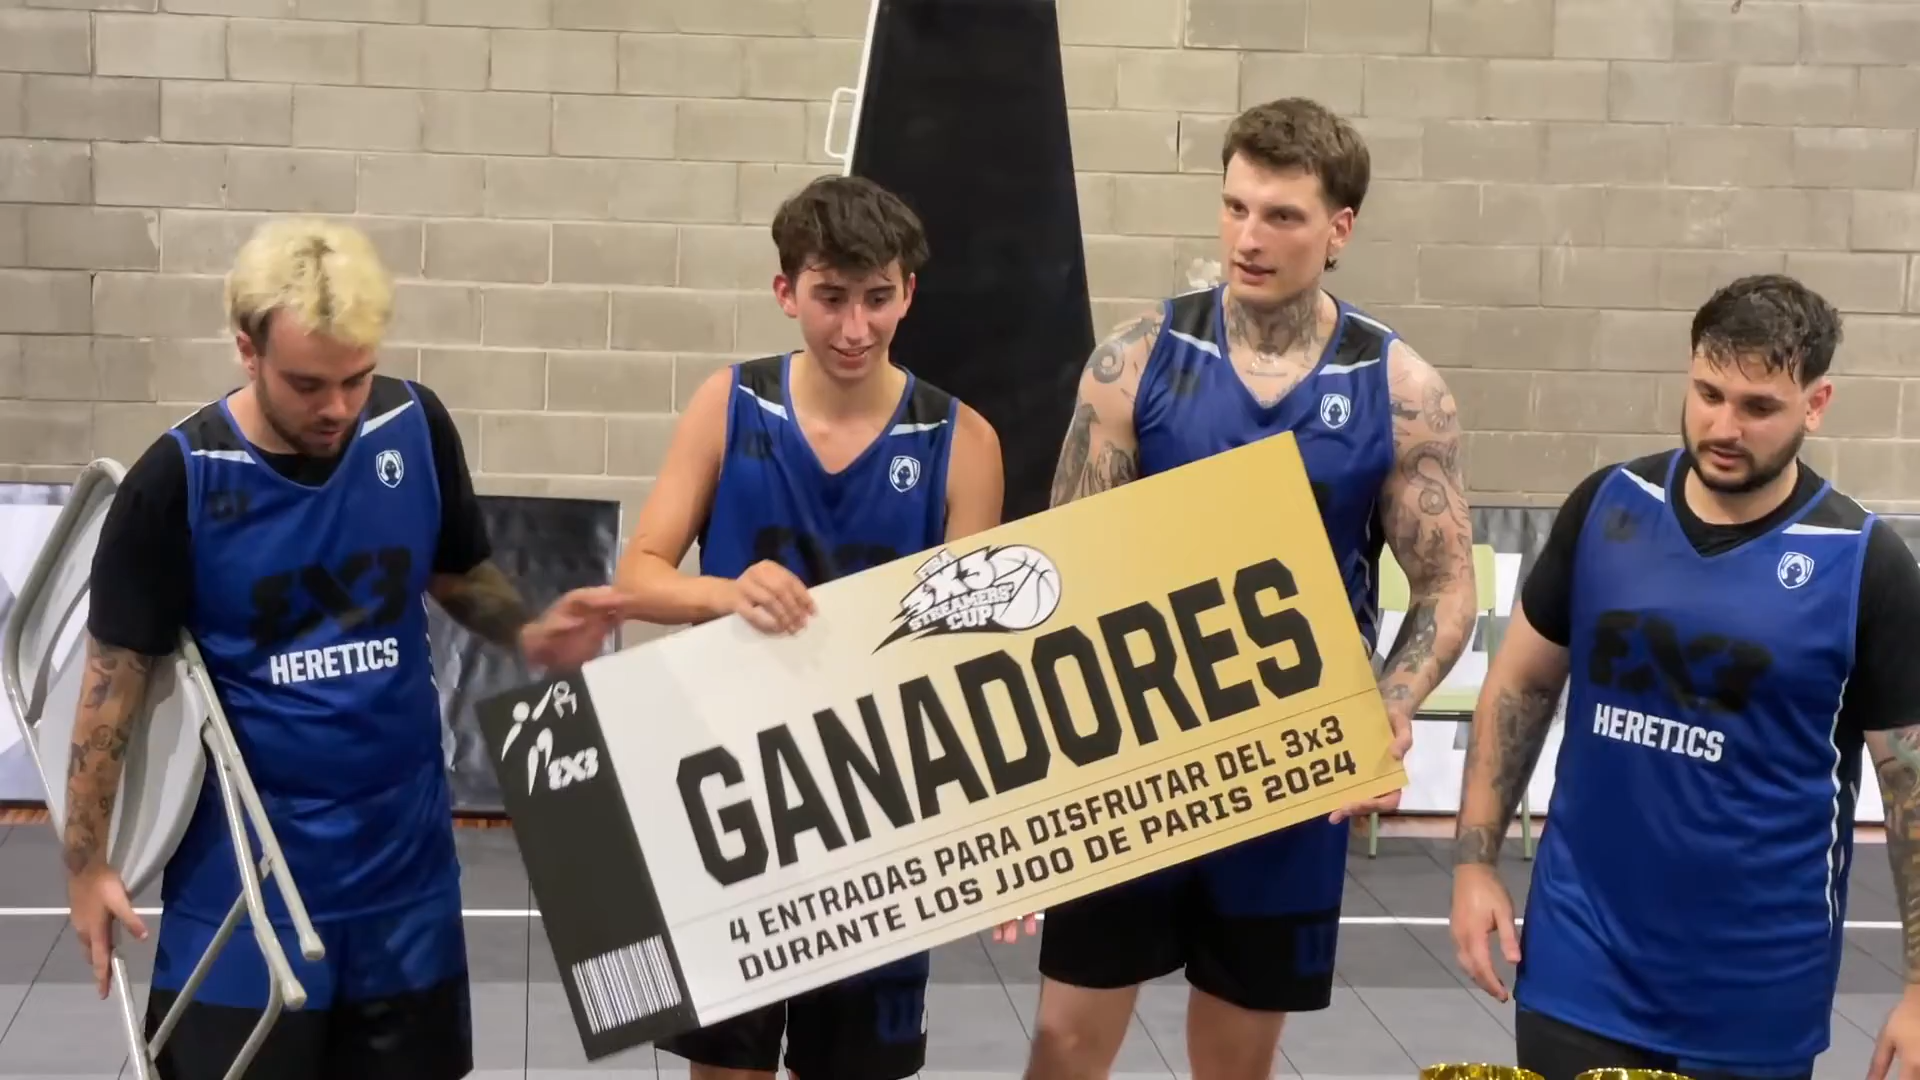 FIBA
3X3
STREAMERS'
CUP
GANADORES
4 ENTRADAS PARA DISFRUTAR DEL 3x3
DURANTE LOS JJOO DE PARIS 2024
3X3
3X3
HERETICS
3X3
HERETICS